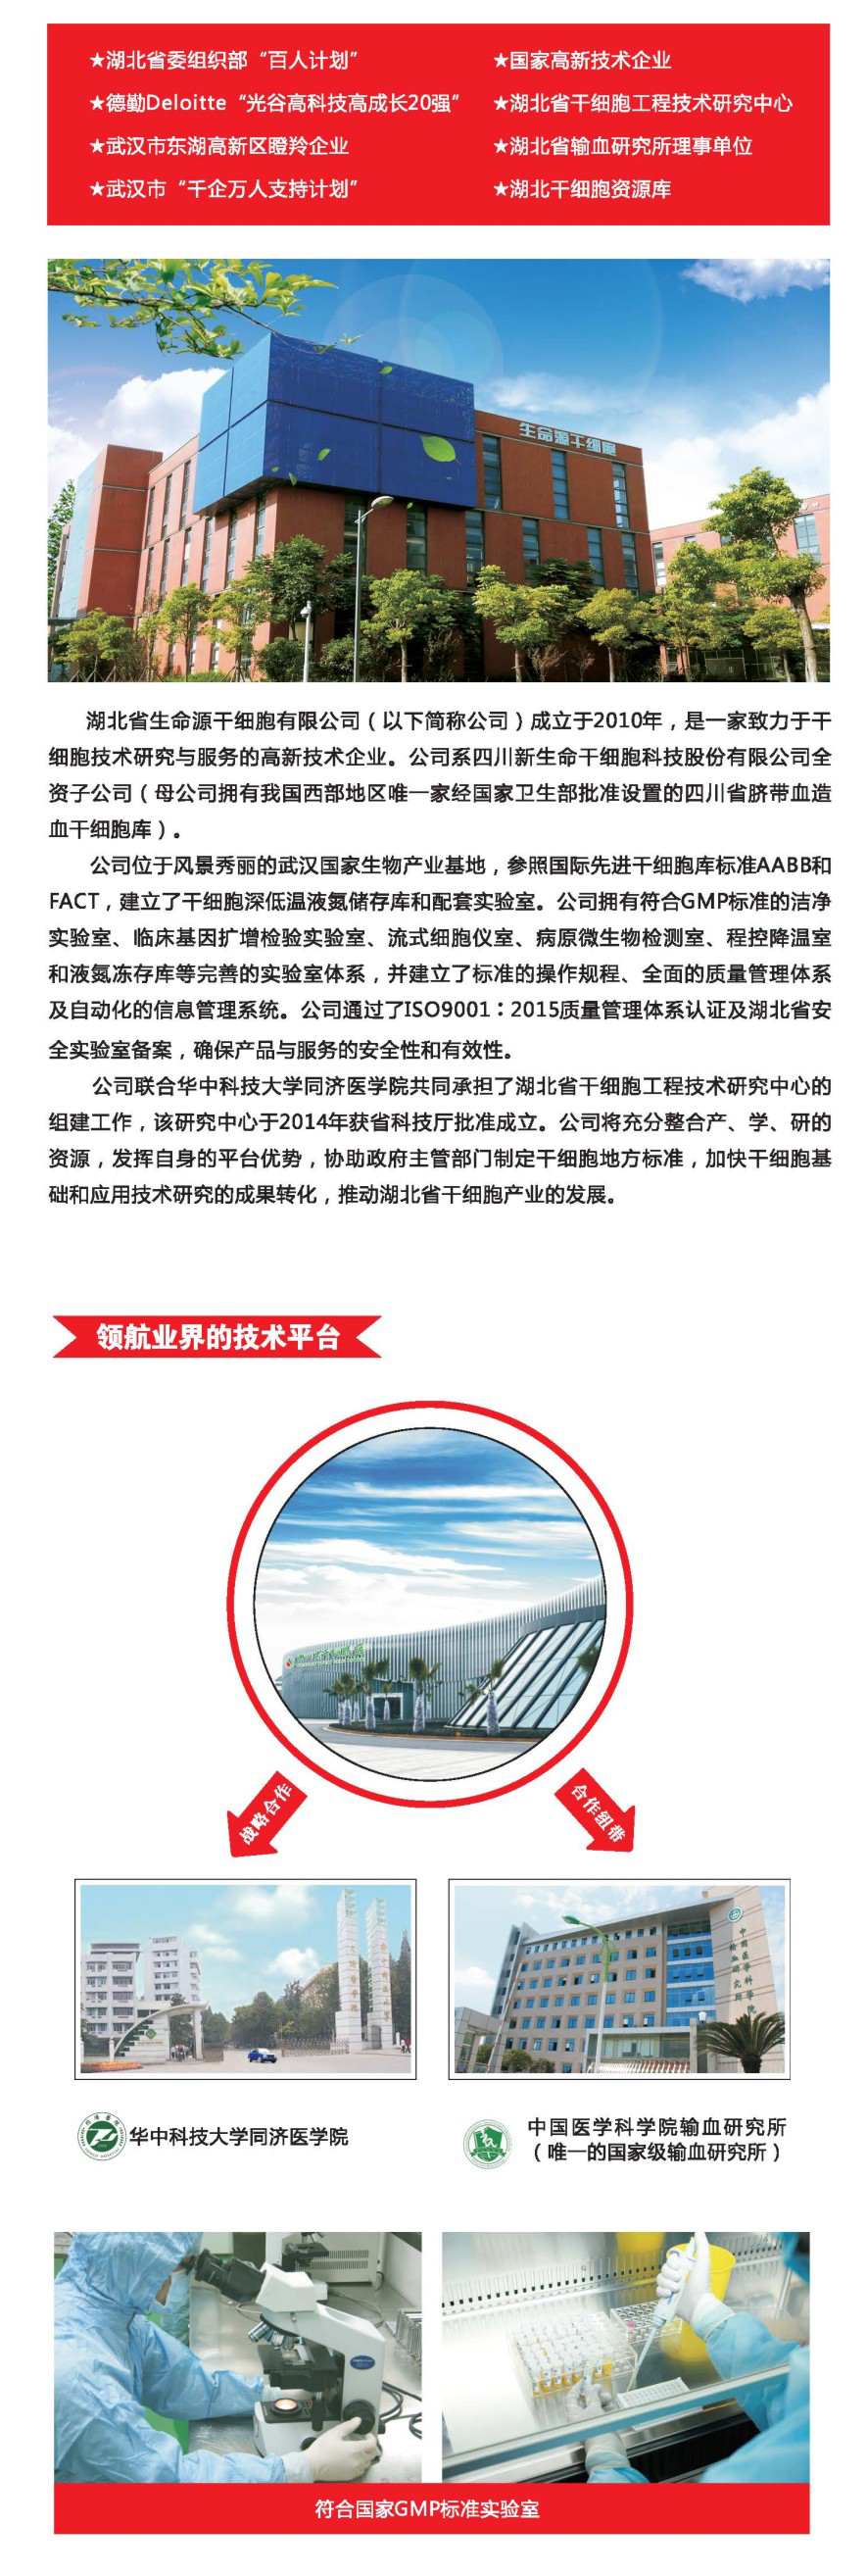 ★湖北省委组织部“百人计划”
★国家高新技术企业
★德勤Deloitte“光谷高科技高成长20强”
★湖北省干细胞工程技术研究中心
★武汉市东湖高新区瞪羚企业
★湖北省输血研究所理事单位
★武汉市“千企万人支持计划”
★湖北干细胞资源库
生命源干细胞
湖北省生命源干细胞有限公司（以下简称公司）成立于2010年，是一家致力于干
细胞技术研究与服务的高新技术企业。公司系四川新生命干细胞科技股份有限公司全
资子公司（母公司拥有我国西部地区唯一家经国家卫生部批准设置的四川省脐带血造
血干细胞库）。
公司位于风景秀丽的武汉国家生物产业基地，参照国际先进干细胞库标准AABB和
FACT，建立了干细胞深低温液氮储存库和配套实验室。公司拥有符合GMP标准的洁净
实验室、临床基因扩增检验实验室、流式细胞仪室、病原微生物检测室、程控降温室
和液氮冻存库等完善的实验室体系，并建立了标准的操作规程、全面的质量管理体系
及自动化的信息管理系统。公司通过了ISO9001：2015质量管理体系认证及湖北省安
全实验室备案，确保产品与服务的安全性和有效性。
公司联合华中科技大学同济医学院共同承担了湖北省干细胞工程技术研究中心的
组建工作，该研究中心于2014年获省科技厅批准成立。公司将充分整合产、学、研的
资源，发挥自身的平台优势，协助政府主管部门制定干细胞地方标准，加快干细胞基
础和应用技术研究的成果转化，推动湖北省干细胞产业的发展。
领航业界的技术平台
战略合作
合作纽带
中国医学科学院
输血研究所
华中科技大学同济医学院
中国医学科学院输血研究所
（唯一的国家级输血研究所）
符合国家GMP标准实验室